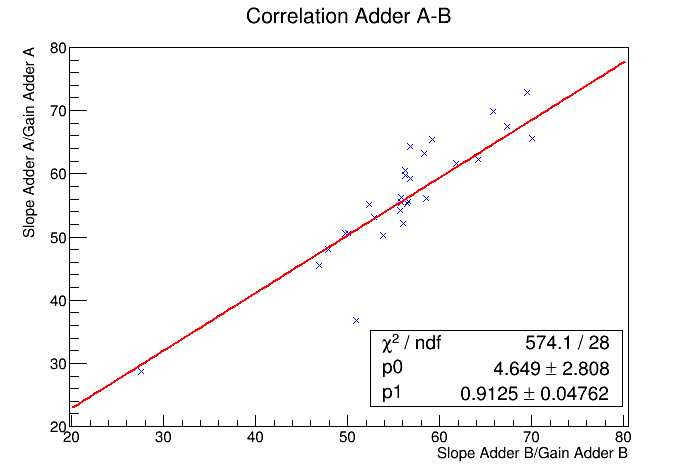 Correlation Adder A-B
Slope Adder A/Gain Adder A
80
70
60
50
40
30
20
χ² / ndf 574.1 / 28
p0 4.649 ± 2.808
p1 0.9125 ± 0.04762
20 30 40 50 60 70 80
Slope Adder B/Gain Adder B